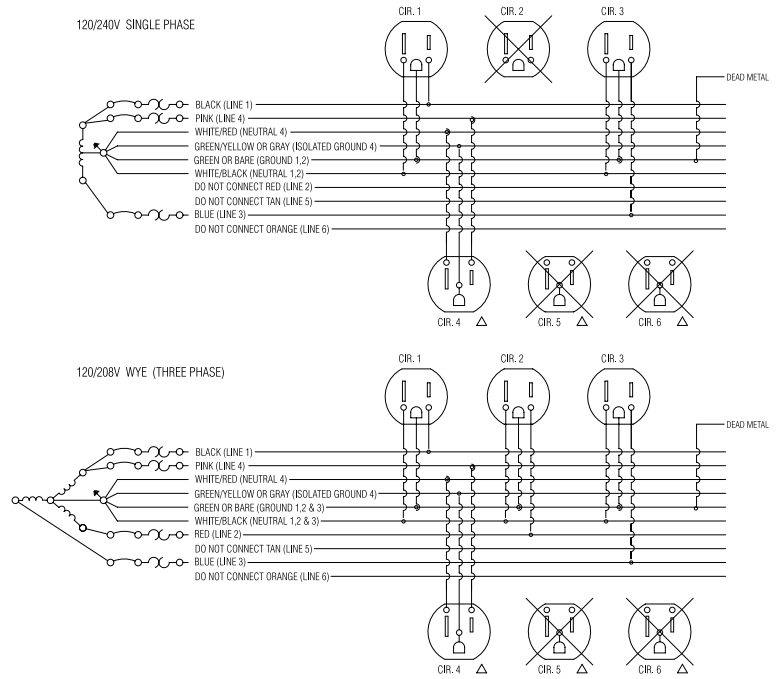 120/240V SINGLE PHASE
CIR. 1
CIR. 2
CIR. 3
DEAD METAL
BLACK (LINE 1)
PINK (LINE 4)
WHITE/RED (NEUTRAL 4)
GREEN/YELLOW OR GRAY (ISOLATED GROUND 4)
GREEN OR BARE (GROUND 1,2)
WHITE/BLACK (NEUTRAL 1,2)
DO NOT CONNECT RED (LINE 2)
DO NOT CONNECT TAN (LINE 5)
BLUE (LINE 3)
DO NOT CONNECT ORANGE (LINE 6)
CIR. 4
CIR. 5
CIR. 6
120/208V WYE (THREE PHASE)
CIR. 1
CIR. 2
CIR. 3
DEAD METAL
BLACK (LINE 1)
PINK (LINE 4)
WHITE/RED (NEUTRAL 4)
GREEN/YELLOW OR GRAY (ISOLATED GROUND 4)
GREEN OR BARE (GROUND 1,2 & 3)
WHITE/BLACK (NEUTRAL 1,2 & 3)
RED (LINE 2)
DO NOT CONNECT TAN (LINE 5)
BLUE (LINE 3)
DO NOT CONNECT ORANGE (LINE 6)
CIR. 4
CIR. 5
CIR. 6